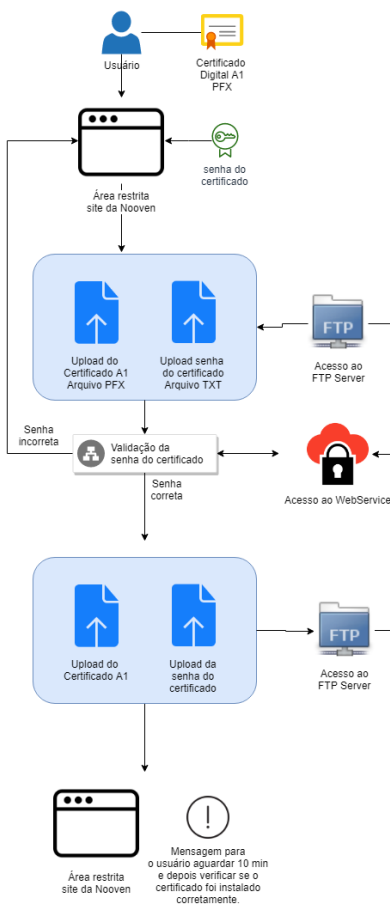 Usuário
Certificado
Digital A1
PFX
senha do
certificado
Área restrita
site da Nooven
Upload do
Certificado A1
Arquivo PFX
Upload senha
do certificado
Arquivo TXT
FTP
Acesso ao
FTP Server
Senha
incorreta
Validação da
senha do certificado
Acesso ao WebService
Senha
correta
Upload do
Certificado A1
Upload da
senha do
certificado
FTP
Acesso ao
FTP Server
Área restrita
site da Nooven
Mensagem para
o usuário aguardar 10 min
e depois verificar se o
certificado foi instalado
corretamente.